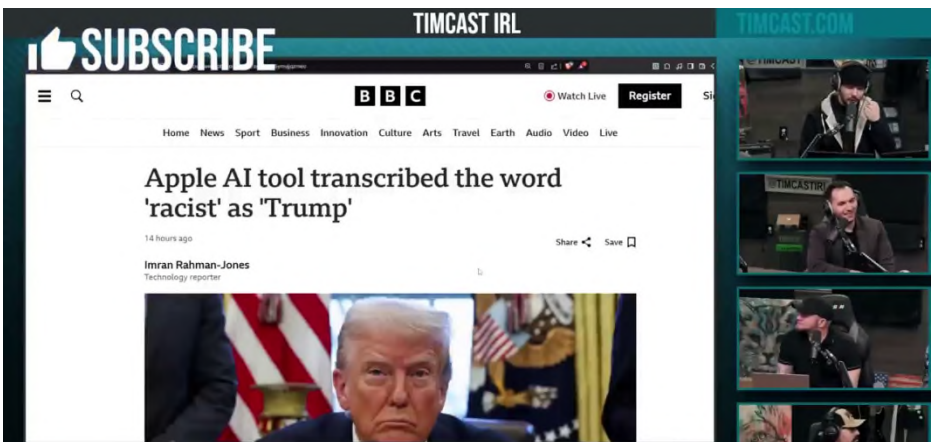 TIMCAST IRL
TIMCAST.COM
SUBSCRIBE
BBC
Watch Live
Register
Si
Home News Sport Business Innovation Culture Arts Travel Earth Audio Video Live
Apple AI tool transcribed the word
'racist' as 'Trump'
14 hours ago
Share
Save
Imran Rahman-Jones
Technology reporter
TIMCAST
TIMCASTIRL